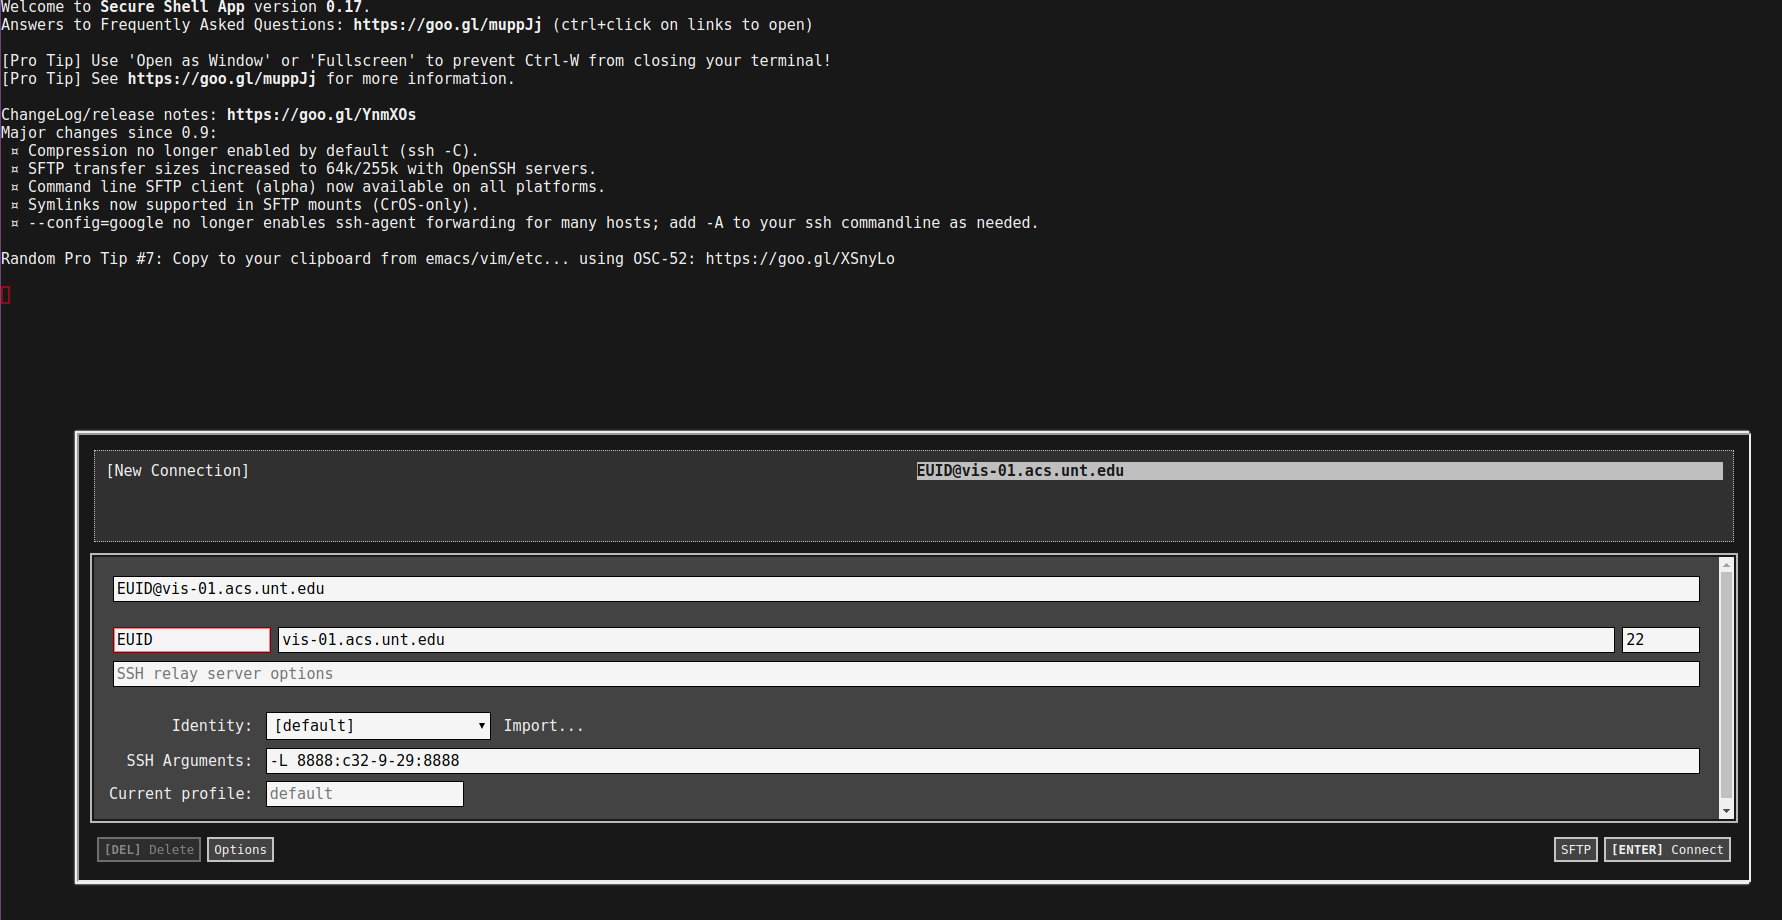 Welcome to Secure Shell App version 0.17.
Answers to Frequently Asked Questions: https://goo.gl/muppJj (ctrl+click on links to open)
[Pro Tip] Use 'Open as Window' or 'Fullscreen' to prevent Ctrl-W from closing your terminal!
[Pro Tip] See https://goo.gl/muppJj for more information.
ChangeLog/release notes: https://goo.gl/YnmXOs
Major changes since 0.9:
¤ Compression no longer enabled by default (ssh -C).
¤ SFTP transfer sizes increased to 64k/255k with OpenSSH servers.
¤ Command line SFTP client (alpha) now available on all platforms.
¤ Symlinks now supported in SFTP mounts (CrOS-only).
¤ --config=google no longer enables ssh-agent forwarding for many hosts; add -A to your ssh commandline as needed.
Random Pro Tip #7: Copy to your clipboard from emacs/vim/etc... using OSC-52: https://goo.gl/XSnyLo
[New Connection] EUID@vis-01.acs.unt.edu
EUID@vis-01.acs.unt.edu
EUID vis-01.acs.unt.edu 22
SSH relay server options
Identity: [default] Import...
SSH Arguments: -L 8888:c32-9-29:8888
Current profile: default
[DEL] Delete Options SFTP [ENTER] Connect